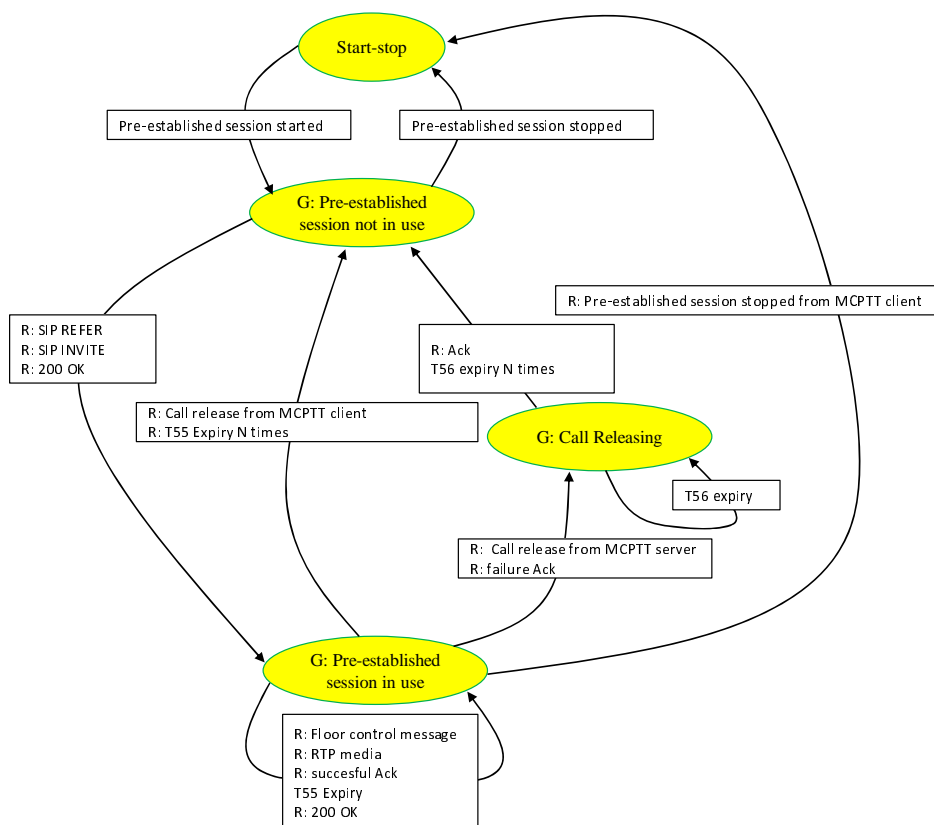 Start-stop
Pre-established session started
Pre-established session stopped
G: Pre-established
session not in use
R: Pre-established session stopped from MCPTT client
R: SIP REFER
R: SIP INVITE
R: 200 OK
R: Ack
T56 expiry N times
R: Call release from MCPTT client
R: T55 Expiry N times
G: Call Releasing
T56 expiry
R: Call release from MCPTT server
R: failure Ack
G: Pre-established
session in use
R: Floor control message
R: RTP media
R: succesful Ack
T55 Expiry
R: 200 OK